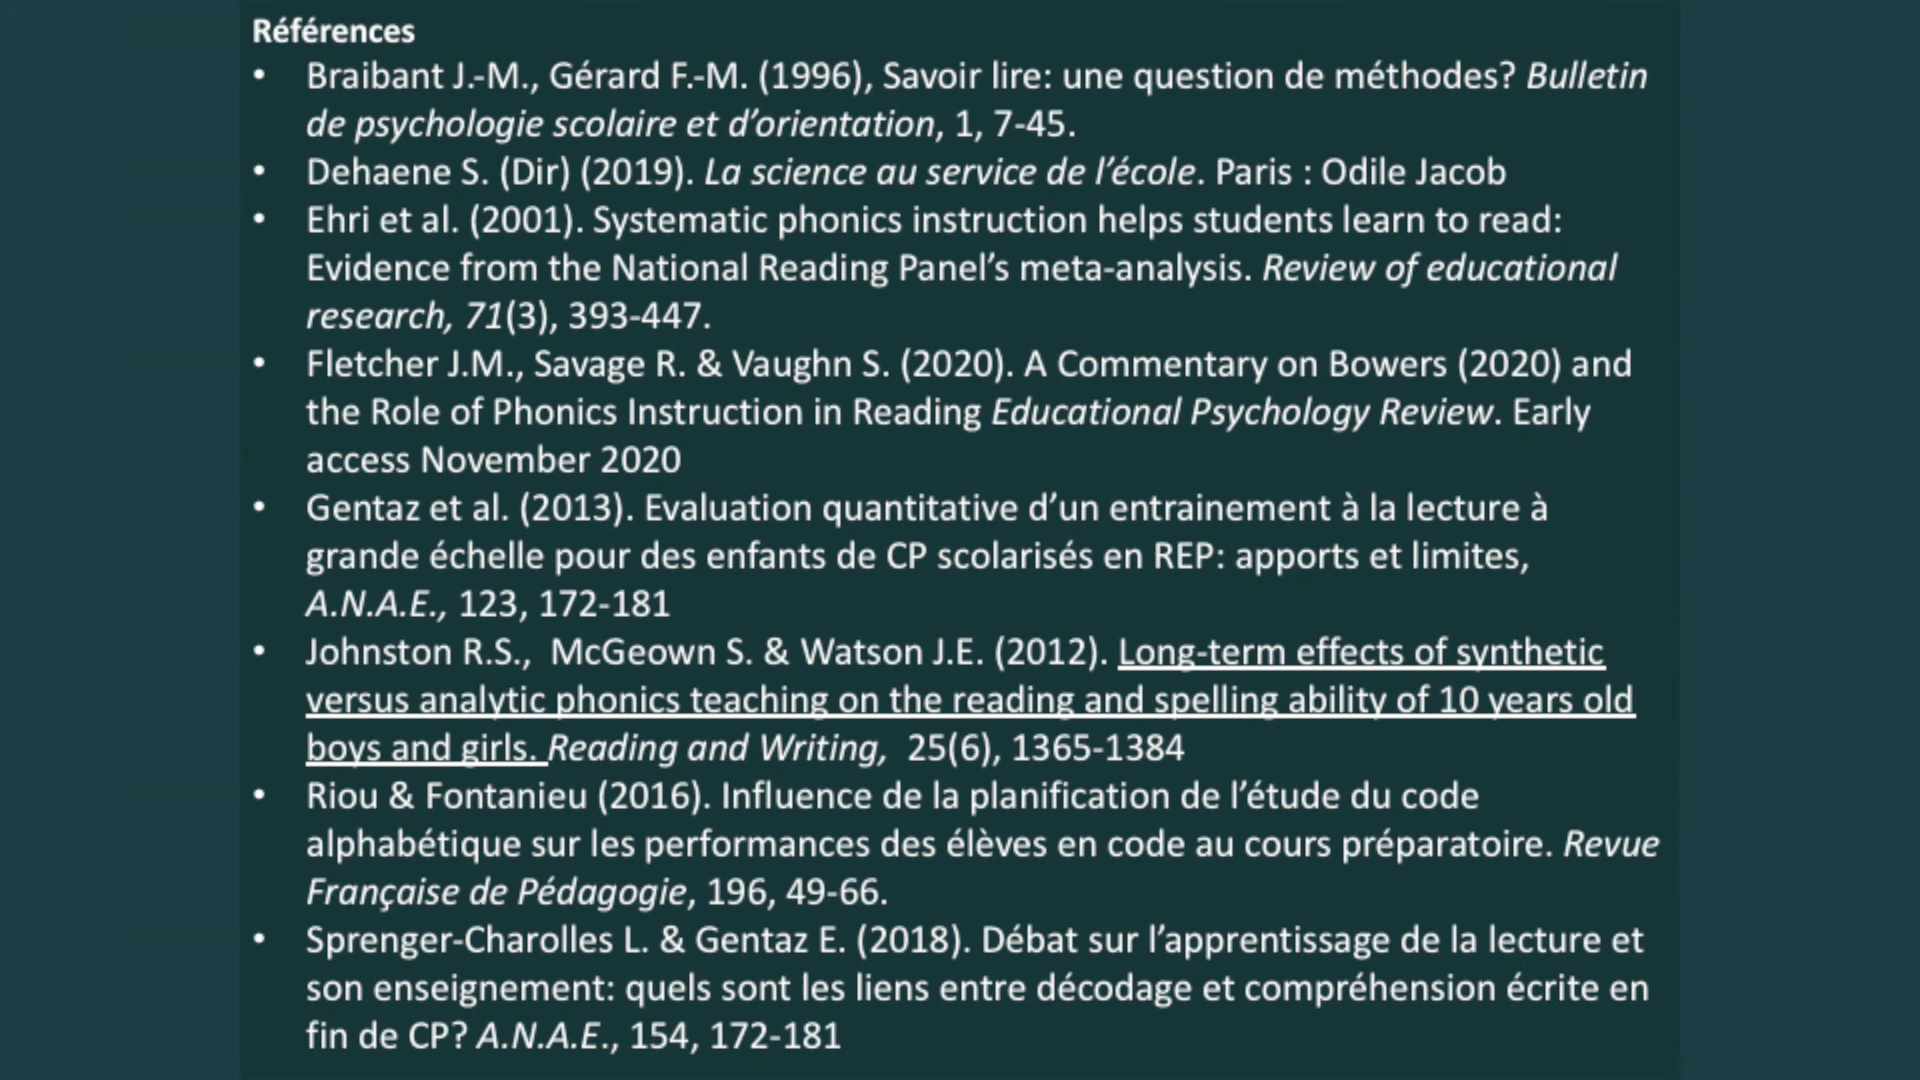 Références
• Braibant J.-M., Gérard F.-M. (1996), Savoir lire: une question de méthodes? Bulletin
de psychologie scolaire et d’orientation, 1, 7-45.
• Dehaene S. (Dir) (2019). La science au service de l’école. Paris : Odile Jacob
• Ehri et al. (2001). Systematic phonics instruction helps students learn to read:
Evidence from the National Reading Panel’s meta-analysis. Review of educational
research, 71(3), 393-447.
• Fletcher J.M., Savage R. & Vaughn S. (2020). A Commentary on Bowers (2020) and
the Role of Phonics Instruction in Reading Educational Psychology Review. Early
access November 2020
• Gentaz et al. (2013). Evaluation quantitative d’un entrainement à la lecture à
grande échelle pour des enfants de CP scolarisés en REP: apports et limites,
A.N.A.E., 123, 172-181
• Johnston R.S., McGeown S. & Watson J.E. (2012). Long-term effects of synthetic
versus analytic phonics teaching on the reading and spelling ability of 10 years old
boys and girls. Reading and Writing, 25(6), 1365-1384
• Riou & Fontanieu (2016). Influence de la planification de l’étude du code
alphabétique sur les performances des élèves en code au cours préparatoire. Revue
Française de Pédagogie, 196, 49-66.
• Sprenger-Charolles L. & Gentaz E. (2018). Débat sur l’apprentissage de la lecture et
son enseignement: quels sont les liens entre décodage et compréhension écrite en
fin de CP? A.N.A.E., 154, 172-181